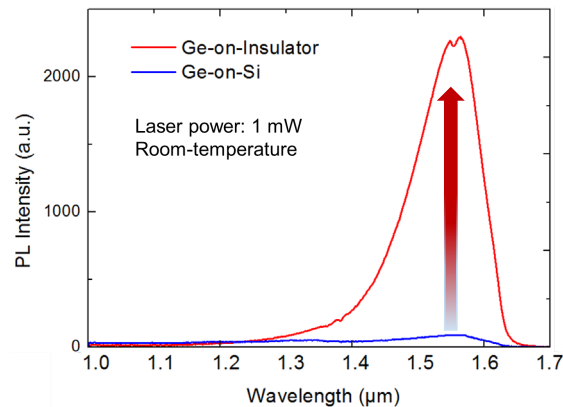 Ge-on-Insulator
Ge-on-Si
Laser power: 1 mW
Room-temperature
PL Intensity (a.u.)
2000
1000
0
1.0 1.1 1.2 1.3 1.4 1.5 1.6 1.7
Wavelength (μm)